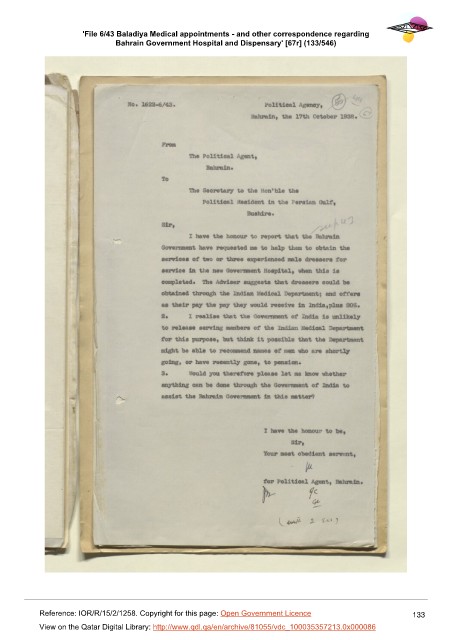 'File 6/43 Baladiya Medical appointments - and other correspondence regarding
Bahrain Government Hospital and Dispensary' [67r] (133/546)
No. 1622-6/43.
Political Agency,
Bahrain, the 17th October 1938.
From
The Political Agent,
Bahrain.
To
The Secretary to the Hon'ble the
Political Resident in the Persian Gulf,
Bushire.
Sir,
I have the honour to report that the Bahrain
Government have requested me to help them to obtain the
services of two or three experienced male dressers for
service in the new Government Hospital, when this is
completed. The Adviser suggests that dressers could be
obtained through the Indian Medical Department; and offers
as their pay the pay they would receive in India, plus 20%.
2. I realise that the Government of India is unlikely
to release serving members of the Indian Medical Department
for this purpose, but think it possible that the Department
might be able to recommend names of men who are shortly
going, or have recently gone, to pension.
3. Would you therefore please let me know whether
anything can be done through the Government of India to
assist the Bahrain Government in this matter?
I have the honour to be,
Sir,
Your most obedient servant,
for Political Agent, Bahrain.
Reference: IOR/R/15/2/1258. Copyright for this page: Open Government Licence
133
View on the Qatar Digital Library: http://www.qdl.qa/en/archive/81055/vdc_100035357213.0x000086